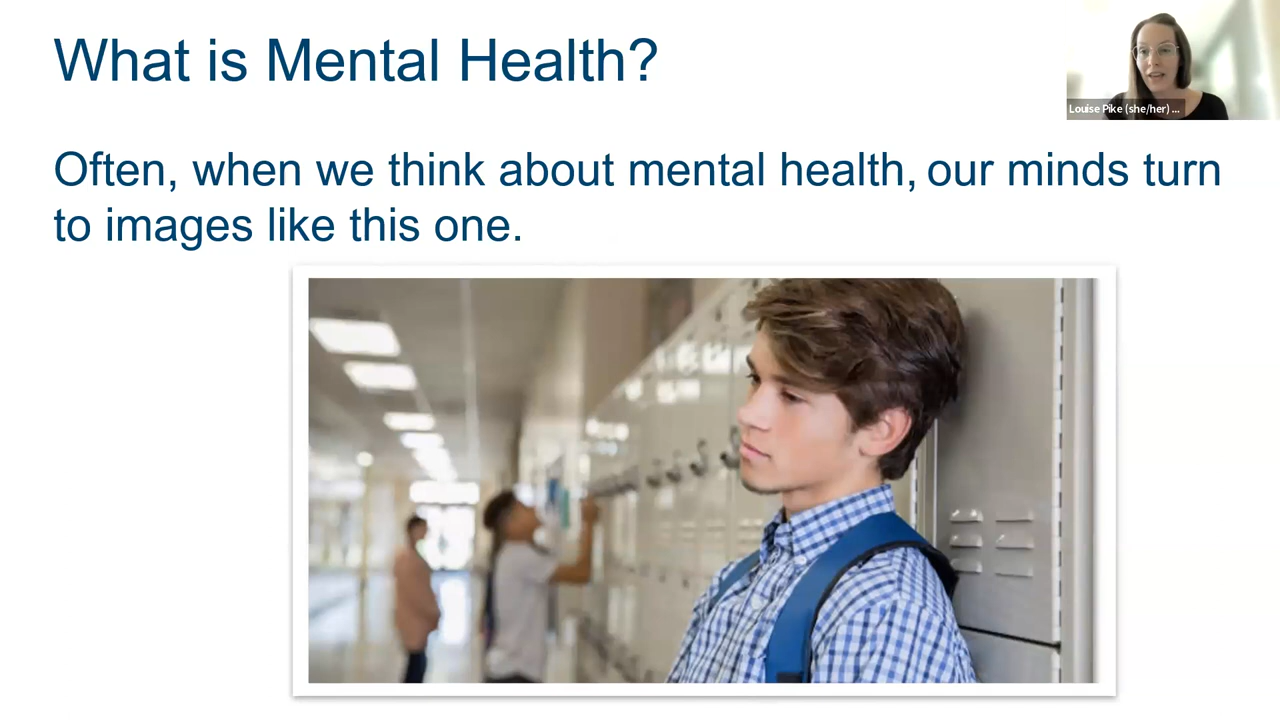 What is Mental Health?
Louise Pike (she/her) ...
Often, when we think about mental health, our minds turn
to images like this one.